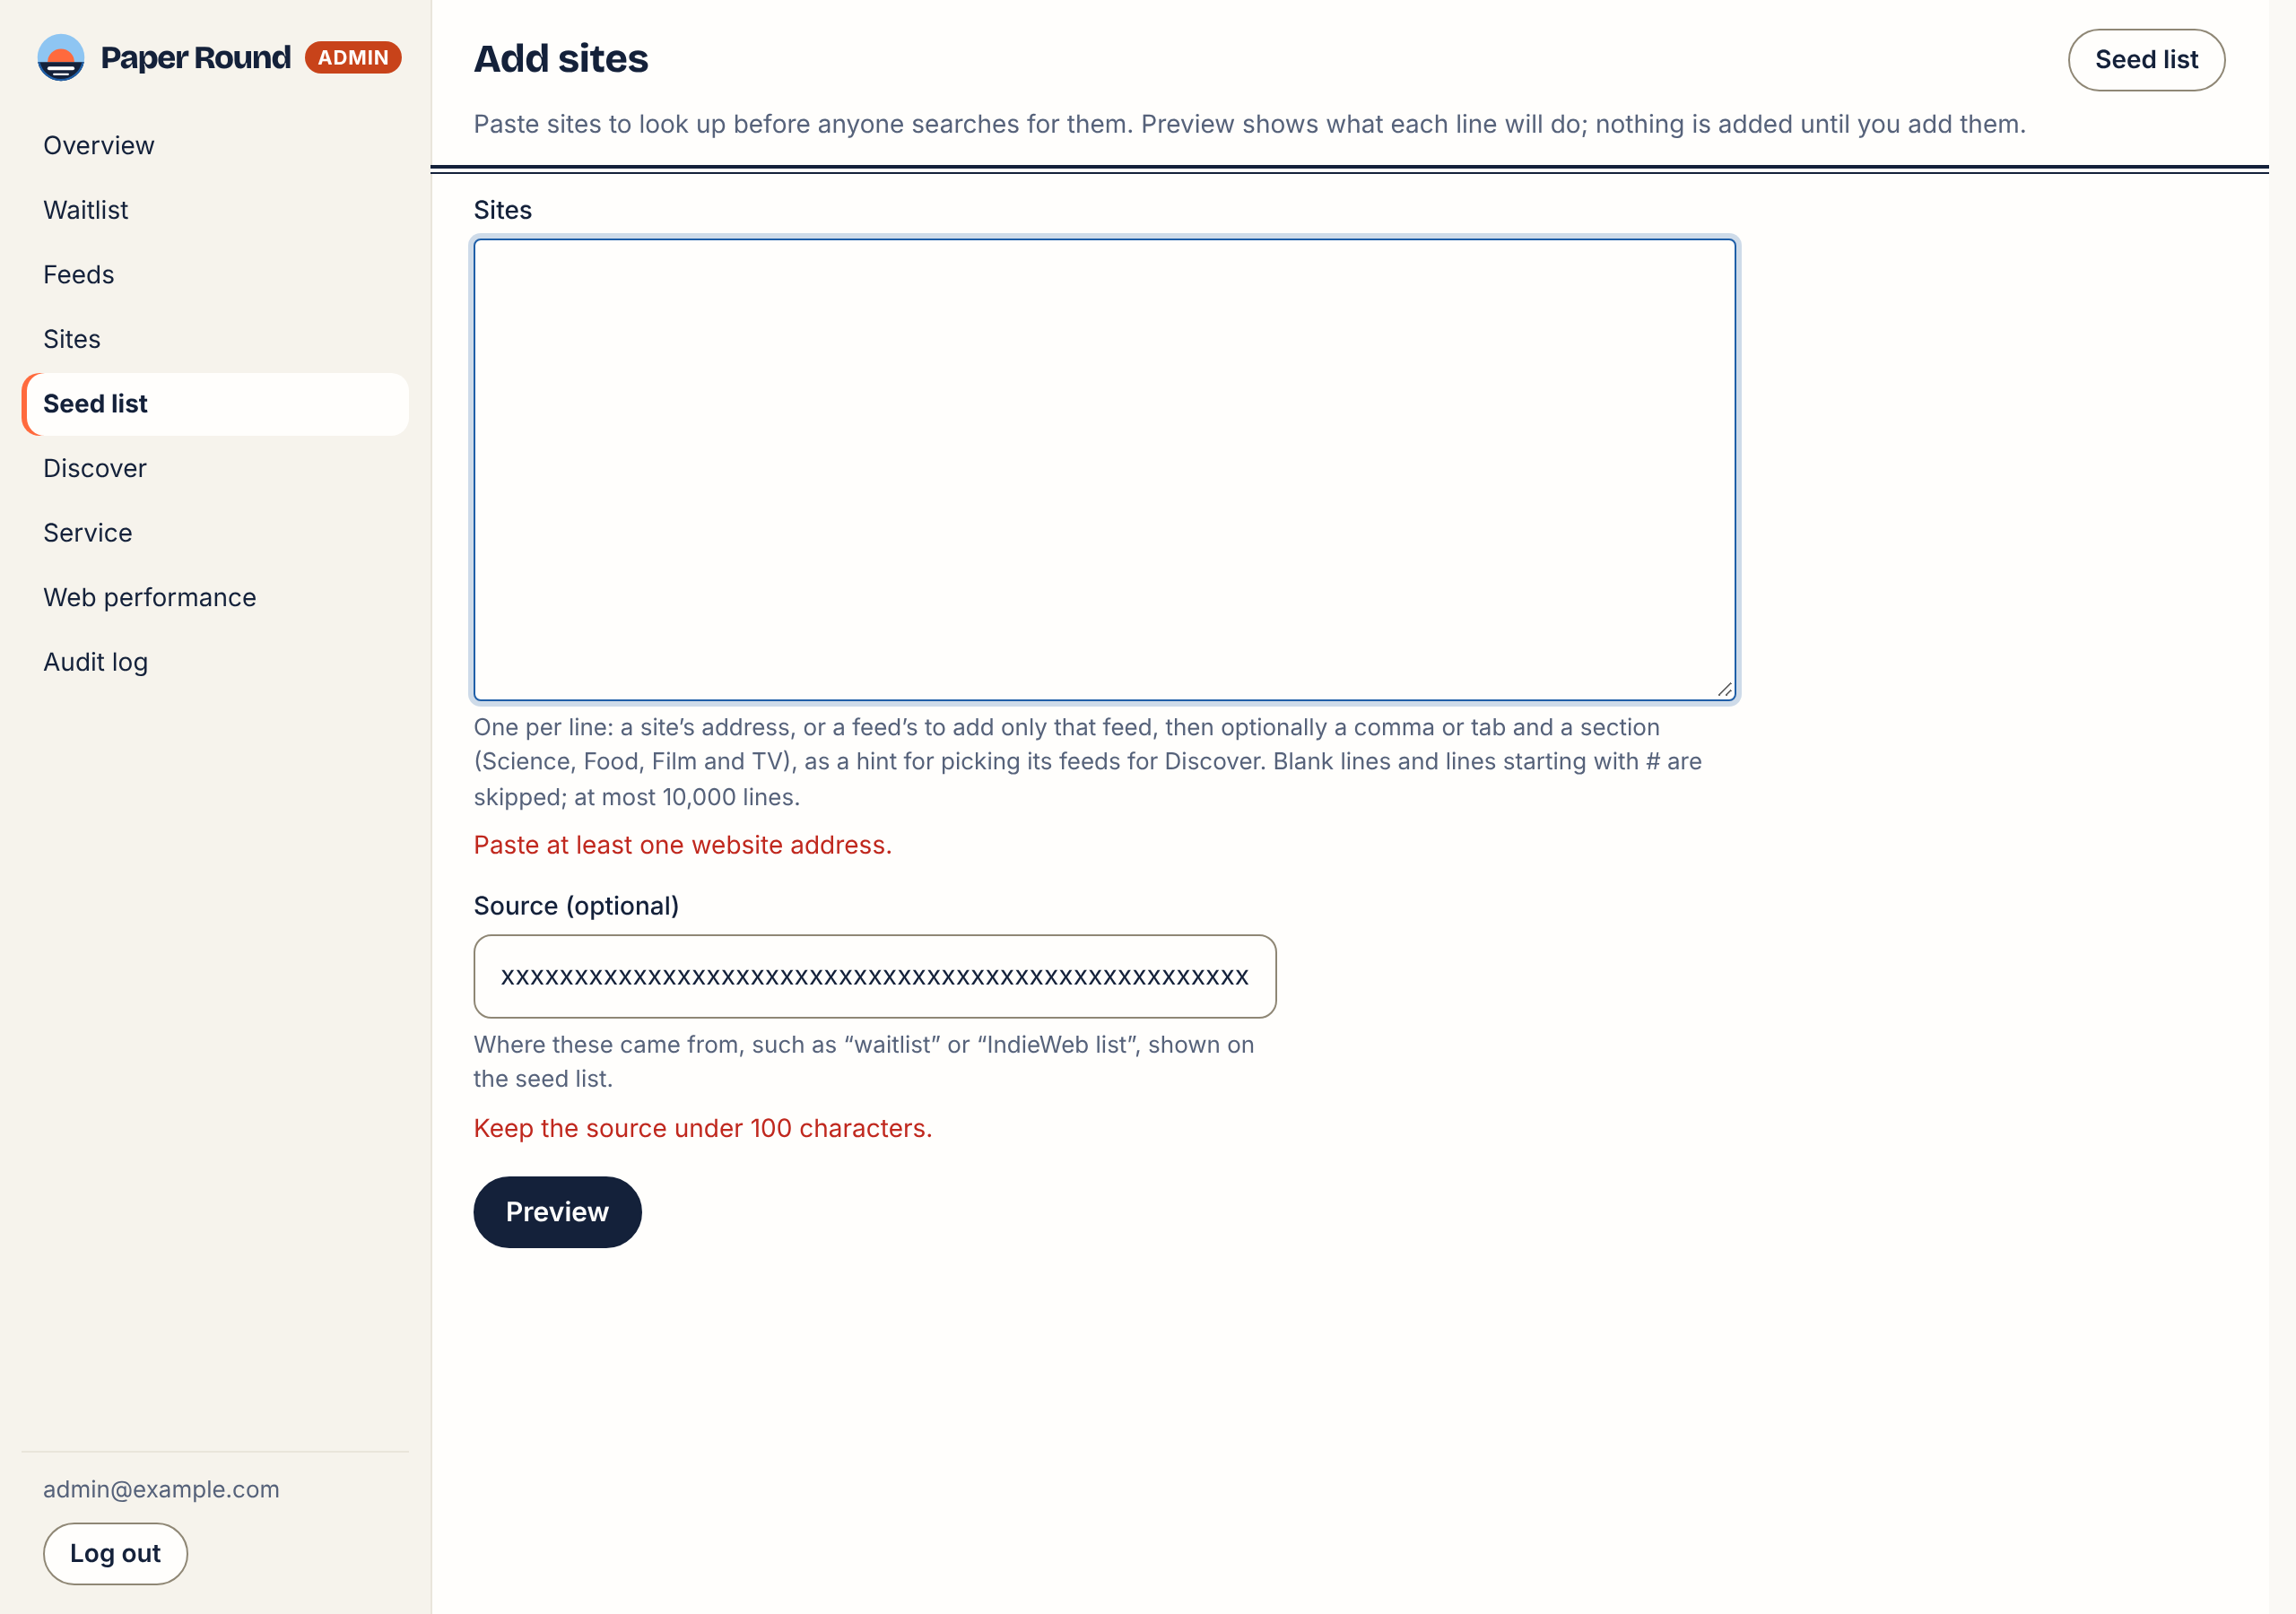 Paper Round ADMIN
Overview
Waitlist
Feeds
Sites
Seed list
Discover
Service
Web performance
Audit log
admin@example.com
Log out
Add sites
Seed list
Paste sites to look up before anyone searches for them. Preview shows what each line will do; nothing is added until you add them.
Sites
One per line: a site’s address, or a feed’s to add only that feed, then optionally a comma or tab and a section
(Science, Food, Film and TV), as a hint for picking its feeds for Discover. Blank lines and lines starting with # are
skipped; at most 10,000 lines.
Paste at least one website address.
Source (optional)
xxxxxxxxxxxxxxxxxxxxxxxxxxxxxxxxxxxxxxxxxxxxxxxxxxx
Where these came from, such as “waitlist” or “IndieWeb list”, shown on
the seed list.
Keep the source under 100 characters.
Preview